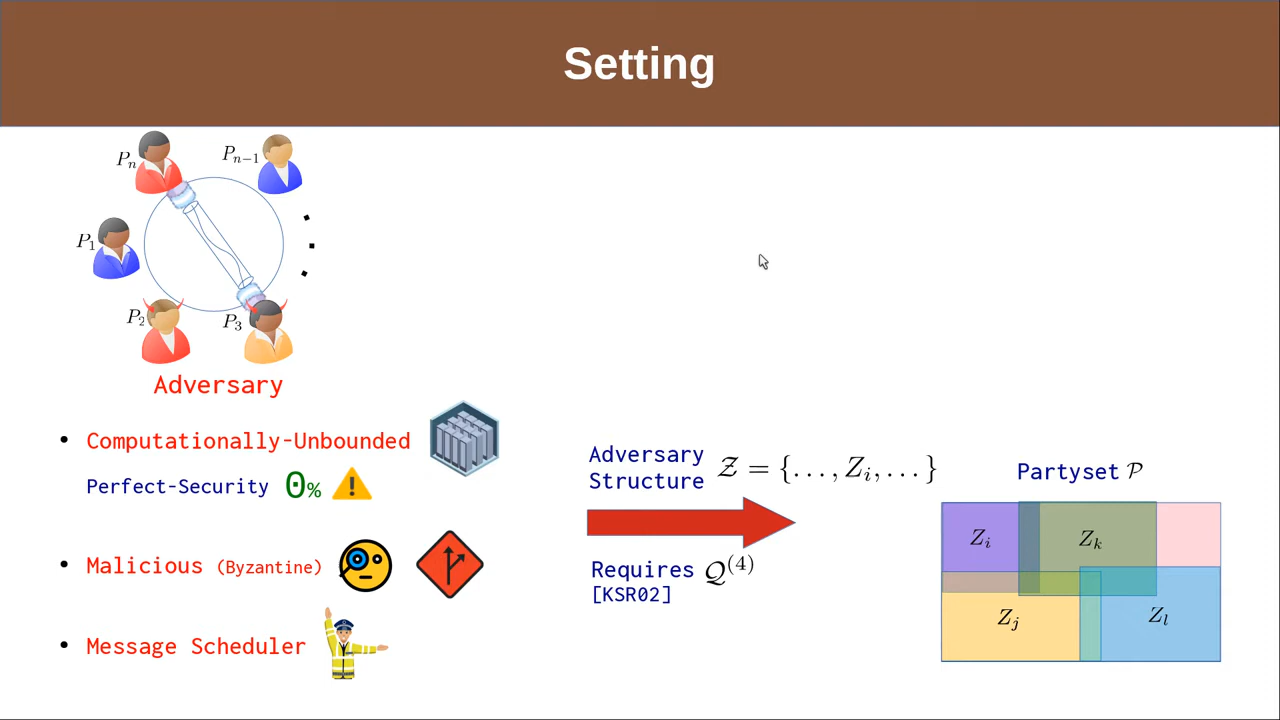 Setting
Pₙ
Pₙ₋₁
P₁
P₂
P₃
Adversary
• Computationally-Unbounded
Perfect-Security 0%
• Malicious (Byzantine)
• Message Scheduler
Adversary
Structure
𝒵 = {..., Zᵢ, ...}
Requires 𝒬⁽⁴⁾
[KSR02]
Partyset 𝒫
Zᵢ
Zₖ
Zⱼ
Zₗ